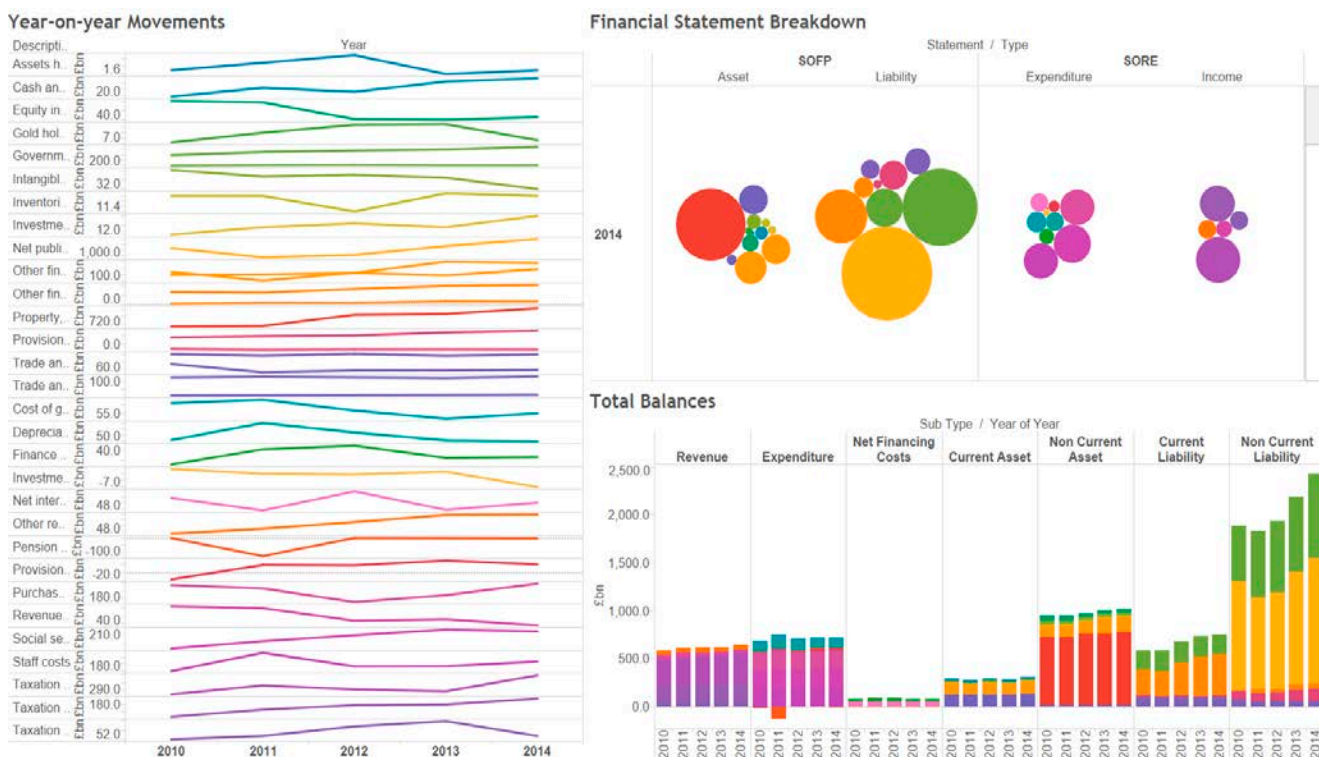 Year-on-year Movements
Descripti..
Year
Assets h..
£bn
1.6
Cash an..
£bn
20.0
Equity in..
£bn
40.0
Gold hol..
£bn
7.0
Governm..
£bn
200.0
Intangibl..
£bn
32.0
Inventori..
£bn
11.4
Investme..
£bn
12.0
Net publi..
£bn
1,000.0
Other fin..
£bn
100.0
Other fin..
£bn
0.0
Property,..
£bn
720.0
Provision..
£bn
0.0
Trade an..
£bn
60.0
Trade an..
£bn
100.0
Cost of g..
£bn
55.0
Deprecia..
£bn
50.0
Finance ..
£bn
40.0
Investme..
£bn
-7.0
Net inter..
£bn
48.0
Other re..
£bn
48.0
Pension ..
£bn
-100.0
Provision..
£bn
-20.0
Purchas..
£bn
180.0
Revenue..
£bn
40.0
Social se..
£bn
210.0
Staff costs
£bn
180.0
Taxation ..
£bn
290.0
Taxation ..
£bn
180.0
Taxation ..
£bn
52.0
2010 2011 2012 2013 2014
Financial Statement Breakdown
Statement / Type
SOFP SORE
Asset Liability Expenditure Income
2014
Total Balances
Sub Type / Year of Year
Revenue
Expenditure
Net Financing
Costs
Current Asset
Non Current
Asset
Current
Liability
Non Current
Liability
2,500.0
2,000.0
1,500.0
1,000.0
500.0
0.0
£bn
2010 2011 2012 2013 2014 2010 2011 2012 2013 2014 2010 2011 2012 2013 2014 2010 2011 2012 2013 2014 2010 2011 2012 2013 2014 2010 2011 2012 2013 2014 2010 2011 2012 2013 2014